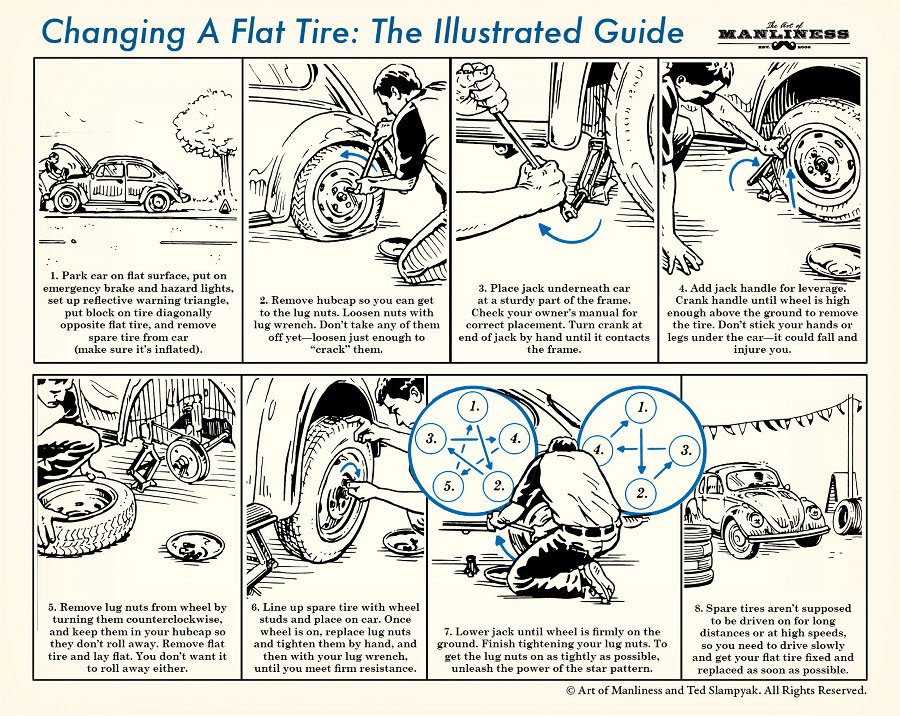 Changing A Flat Tire: The Illustrated Guide
The Art of
MANLINESS
EST. 2008
1. Park car on flat surface, put on
emergency brake and hazard lights,
set up reflective warning triangle,
put block on tire diagonally
opposite flat tire, and remove
spare tire from car
(make sure it's inflated).
2. Remove hubcap so you can get
to the lug nuts. Loosen nuts with
lug wrench. Don't take any of them
off yet—loosen just enough to
"crack" them.
3. Place jack underneath car
at a sturdy part of the frame.
Check your owner's manual for
correct placement. Turn crank at
end of jack by hand until it contacts
the frame.
4. Add jack handle for leverage.
Crank handle until wheel is high
enough above the ground to remove
the tire. Don't stick your hands or
legs under the car—it could fall and
injure you.
5. Remove lug nuts from wheel by
turning them counterclockwise,
and keep them in your hubcap so
they don't roll away. Remove flat
tire and lay flat. You don't want it
to roll away either.
6. Line up spare tire with wheel
studs and place on car. Once
wheel is on, replace lug nuts
and tighten them by hand, and
then with your lug wrench,
until you meet firm resistance.
1.
3.
4.
5.
2.
1.
4.
3.
2.
7. Lower jack until wheel is firmly on the
ground. Finish tightening your lug nuts. To
get the lug nuts on as tightly as possible,
unleash the power of the star pattern.
8. Spare tires aren't supposed
to be driven on for long
distances or at high speeds,
so you need to drive slowly
and get your flat tire fixed and
replaced as soon as possible.
© Art of Manliness and Ted Slampyak. All Rights Reserved.